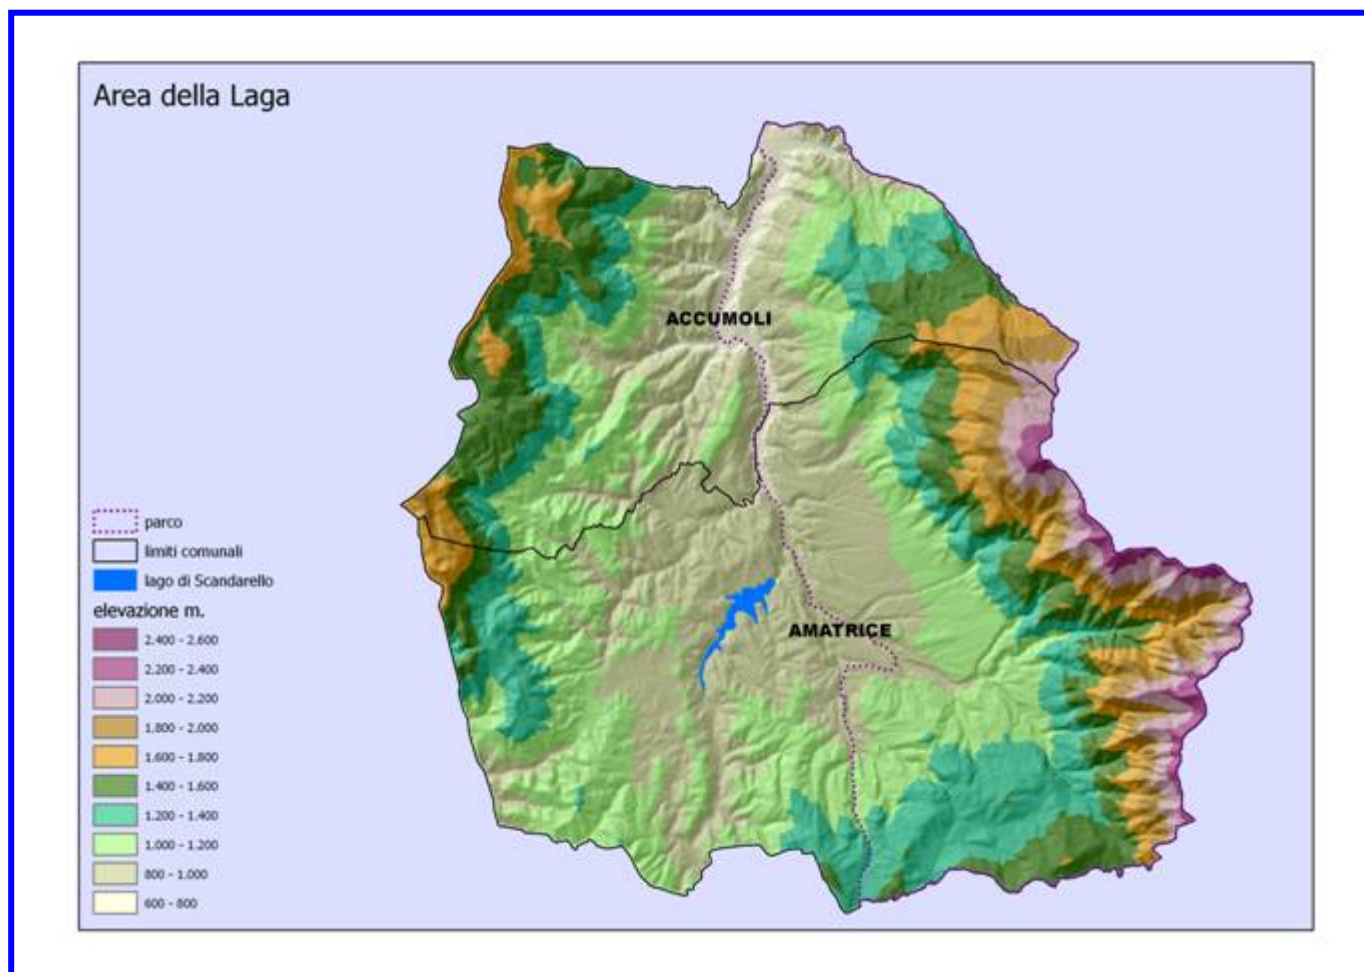 Area della Laga
ACCUMOLI
AMATRICE
parco
limiti comunali
lago di Scandarello
elevazione m.
2.400 - 2.600
2.200 - 2.400
2.000 - 2.200
1.800 - 2.000
1.600 - 1.800
1.400 - 1.600
1.200 - 1.400
1.000 - 1.200
800 - 1.000
600 - 800